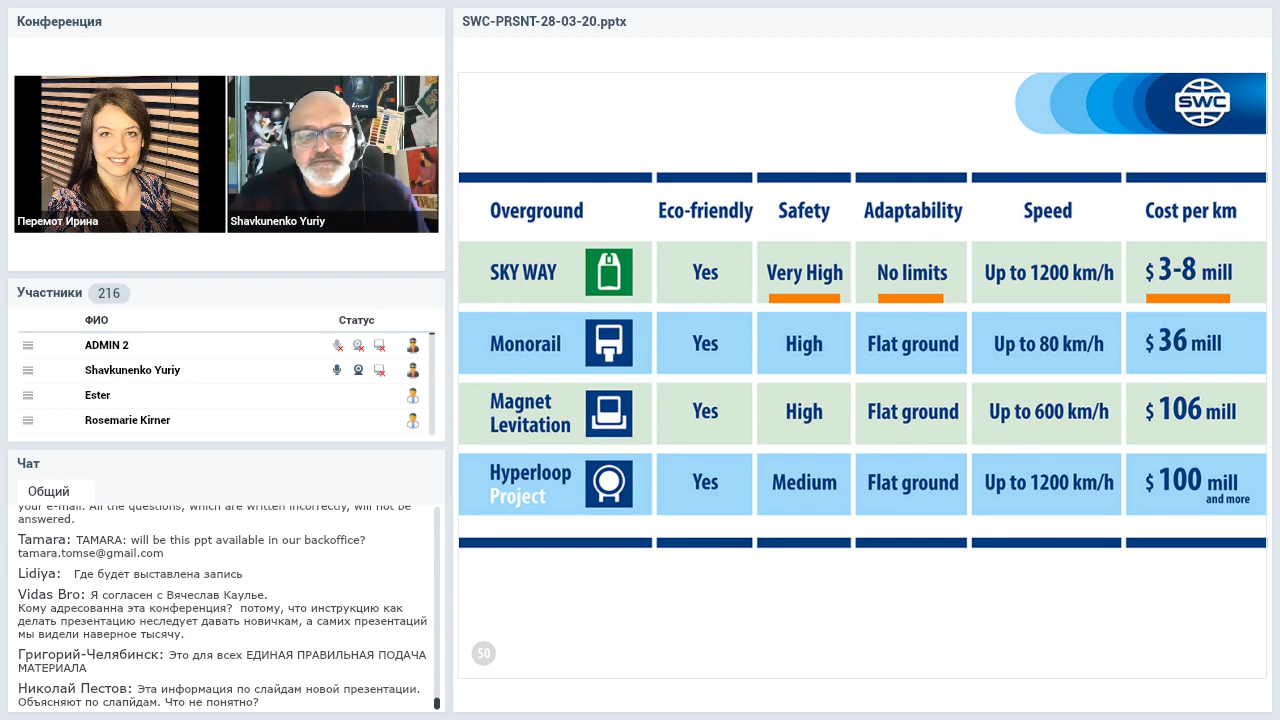 Конференция
Перемот Ирина
Shavkunenko Yuriy
Участники 216
ФИО Статус
ADMIN 2
Shavkunenko Yuriy
Ester
Rosemarie Kirner
Чат
Общий
your e-mail. All the questions, which are written incorrectly, will not be
answered.
Tamara: TAMARA: will be this ppt available in our backoffice?
tamara.tomse@gmail.com
Lidiya: Где будет выставлена запись
Vidas Bro: Я согласен с Вячеслав Каулье.
Кому адресованна эта конференция? потому, что инструкцию как
делать презентацию неследует давать новичкам, а самих презентаций
мы видели наверное тысячу.
Григорий-Челябинск: Это для всех ЕДИНАЯ ПРАВИЛЬНАЯ ПОДАЧА
МАТЕРИАЛА
Николай Пестов: Эта информация по слайдам новой презентации.
Объясняют по слапйдам. Что не понятно?
SWC-PRSNT-28-03-20.pptx
SWC
Overground Eco-friendly Safety Adaptability Speed Cost per km
SKY WAY Yes Very High No limits Up to 1200 km/h $ 3-8 mill
Monorail Yes High Flat ground Up to 80 km/h $ 36 mill
Magnet
Levitation Yes High Flat ground Up to 600 km/h $ 106 mill
Hyperloop
Project Yes Medium Flat ground Up to 1200 km/h $ 100 mill
and more
50